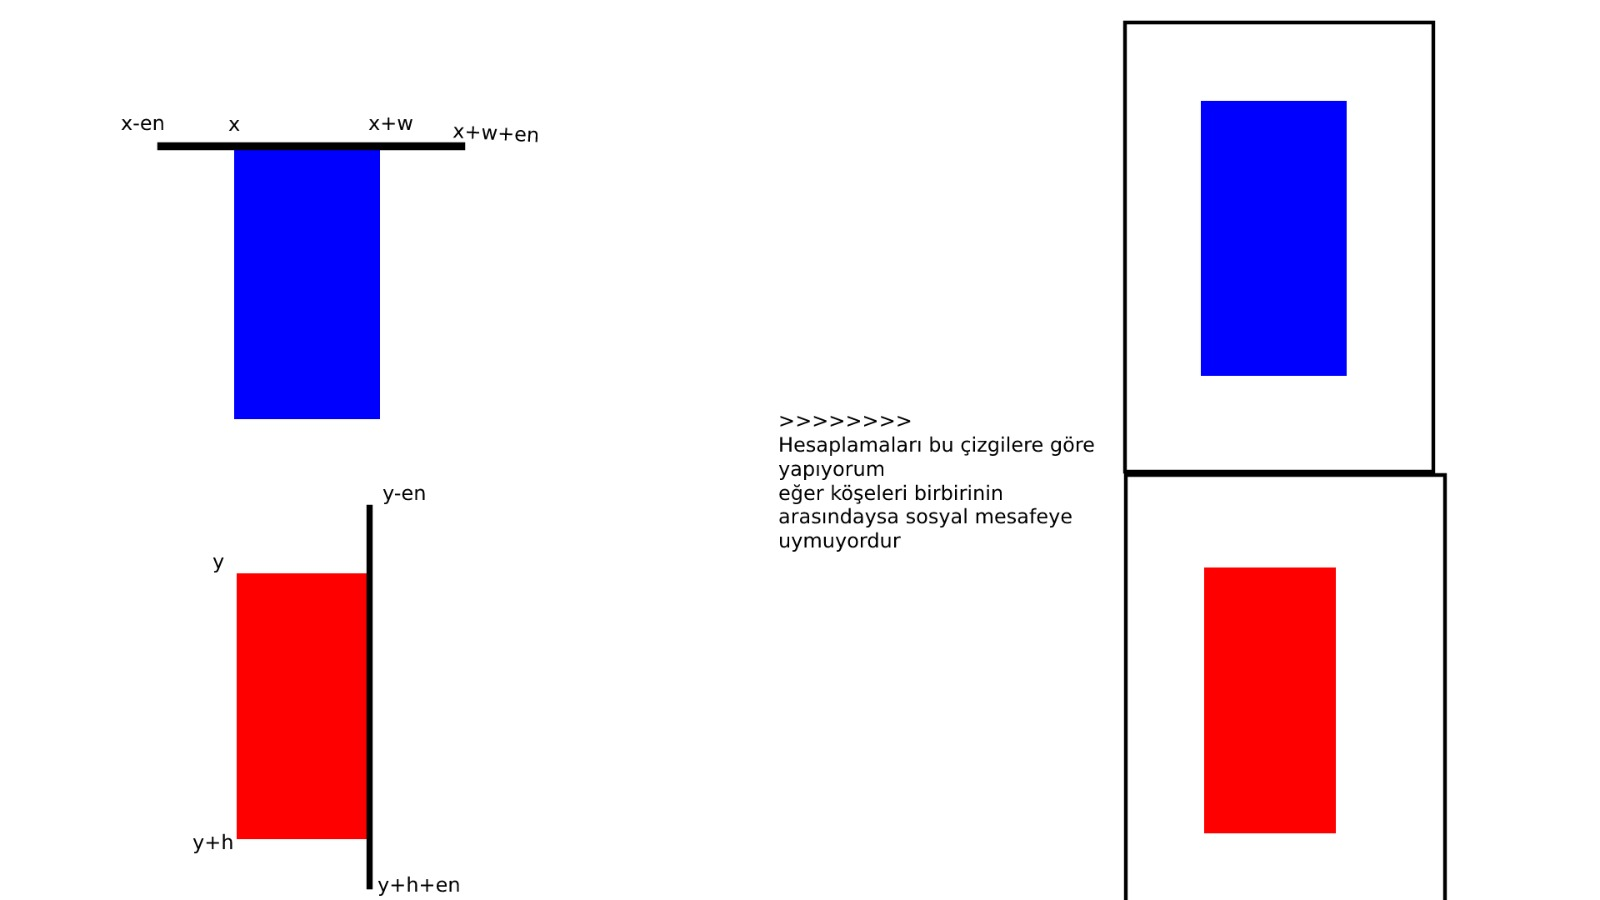 x-en
x
x+w
x+w+en
>>>>>>>>
Hesaplamaları bu çizgilere göre
yapıyorum
eğer köşeleri birbirinin
arasındaysa sosyal mesafeye
uymuyordur
y-en
y
y+h
y+h+en